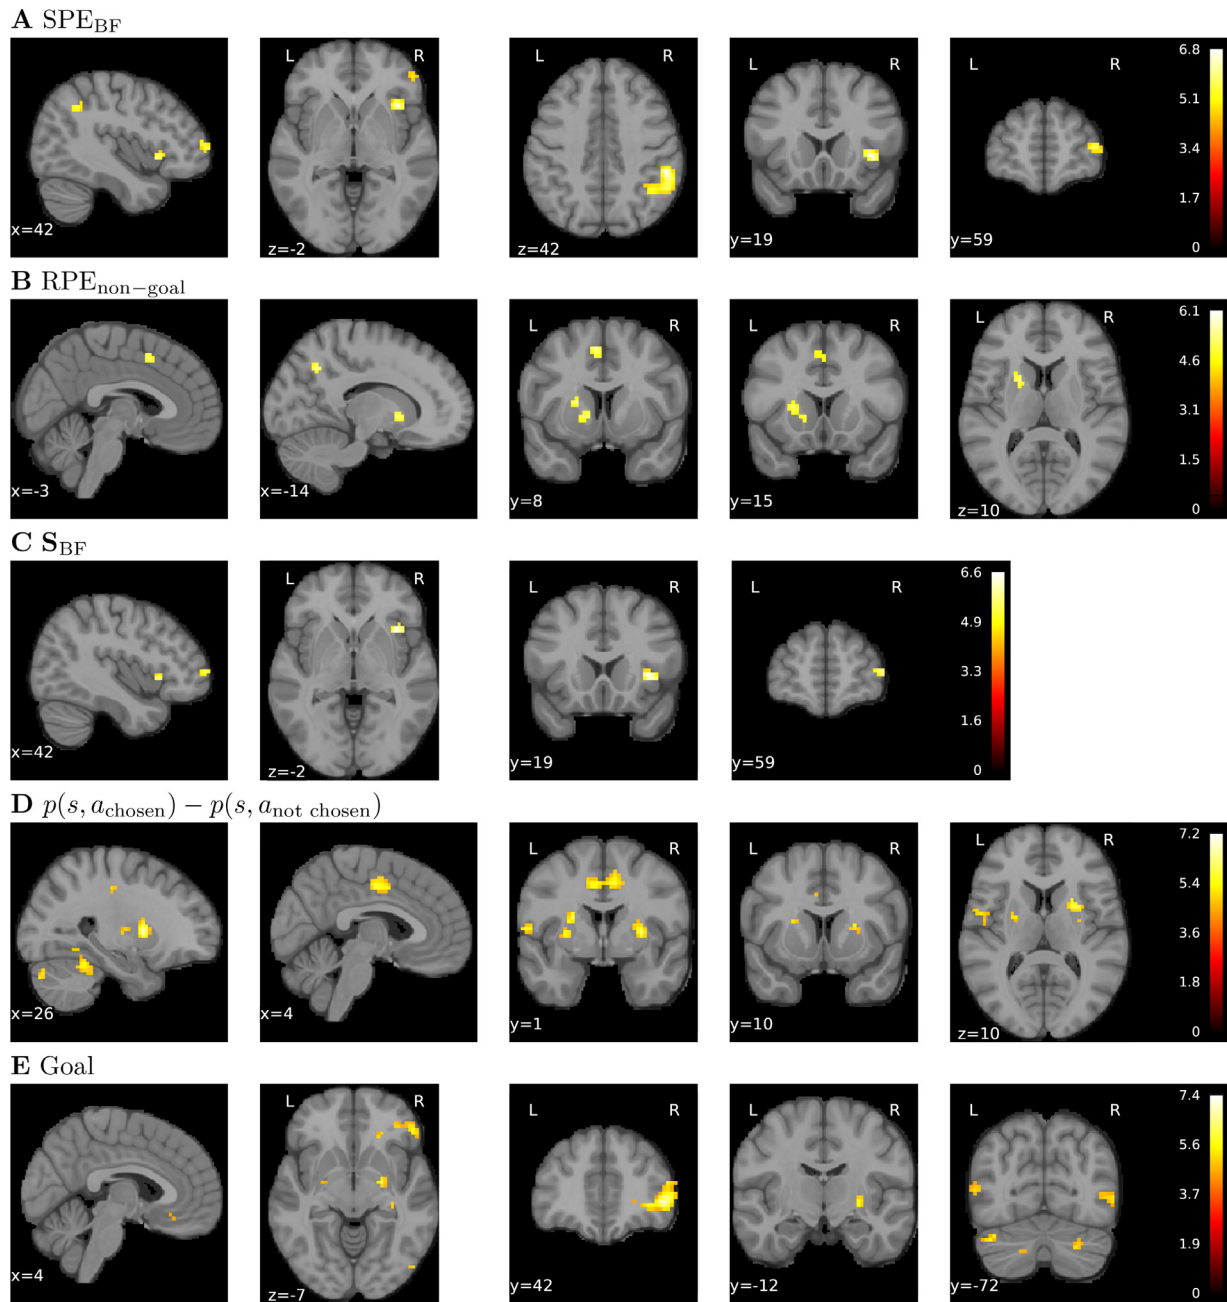 A SPE_BF
L R L R L R 6.8
5.1
3.4
1.7
x=42 z=-2 z=42 y=19 y=59 0
B RPE_non−goal
L R L R L R 6.1
4.6
3.1
1.5
x=-3 x=-14 y=8 y=15 z=10 0
C S_BF
L R L R L R 6.6
4.9
3.3
1.6
x=42 z=-2 y=19 y=59 0
D p(s, a_chosen) − p(s, a_not chosen)
L R L R L R 7.2
5.4
3.6
1.8
x=26 x=4 y=1 y=10 z=10 0
E Goal
L R L R L R L R 7.4
5.6
3.7
1.9
x=4 z=-7 y=42 y=-12 y=-72 0